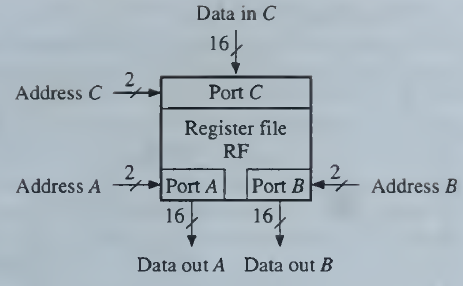 Data in C
16
Address C 2 Port C
Register file
RF
Address A 2 Port A Port B 2 Address B
16 16
Data out A Data out B